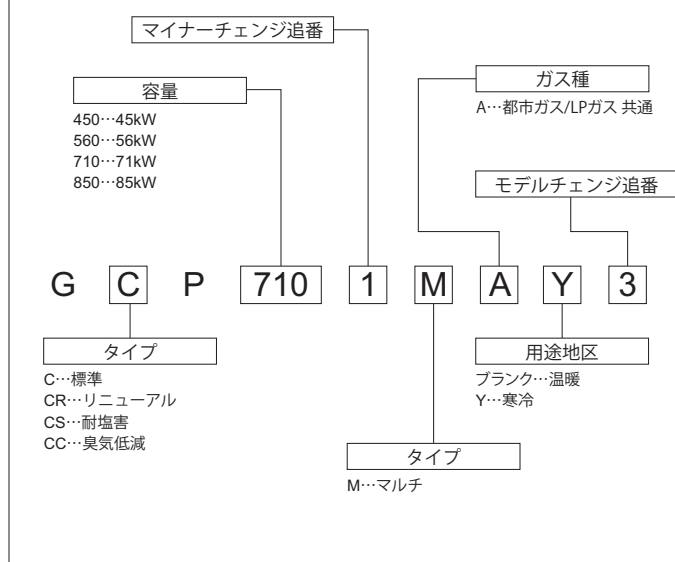 マイナーチェンジ追番
容量
450…45kW
560…56kW
710…71kW
850…85kW
ガス種
A…都市ガス/LPガス 共通
モデルチェンジ追番
G C P 710 1 M A Y 3
タイプ
C…標準
CR…リニューアル
CS…耐塩害
CC…臭気低減
用途地区
ブランク…温暖
Y…寒冷
タイプ
M…マルチ